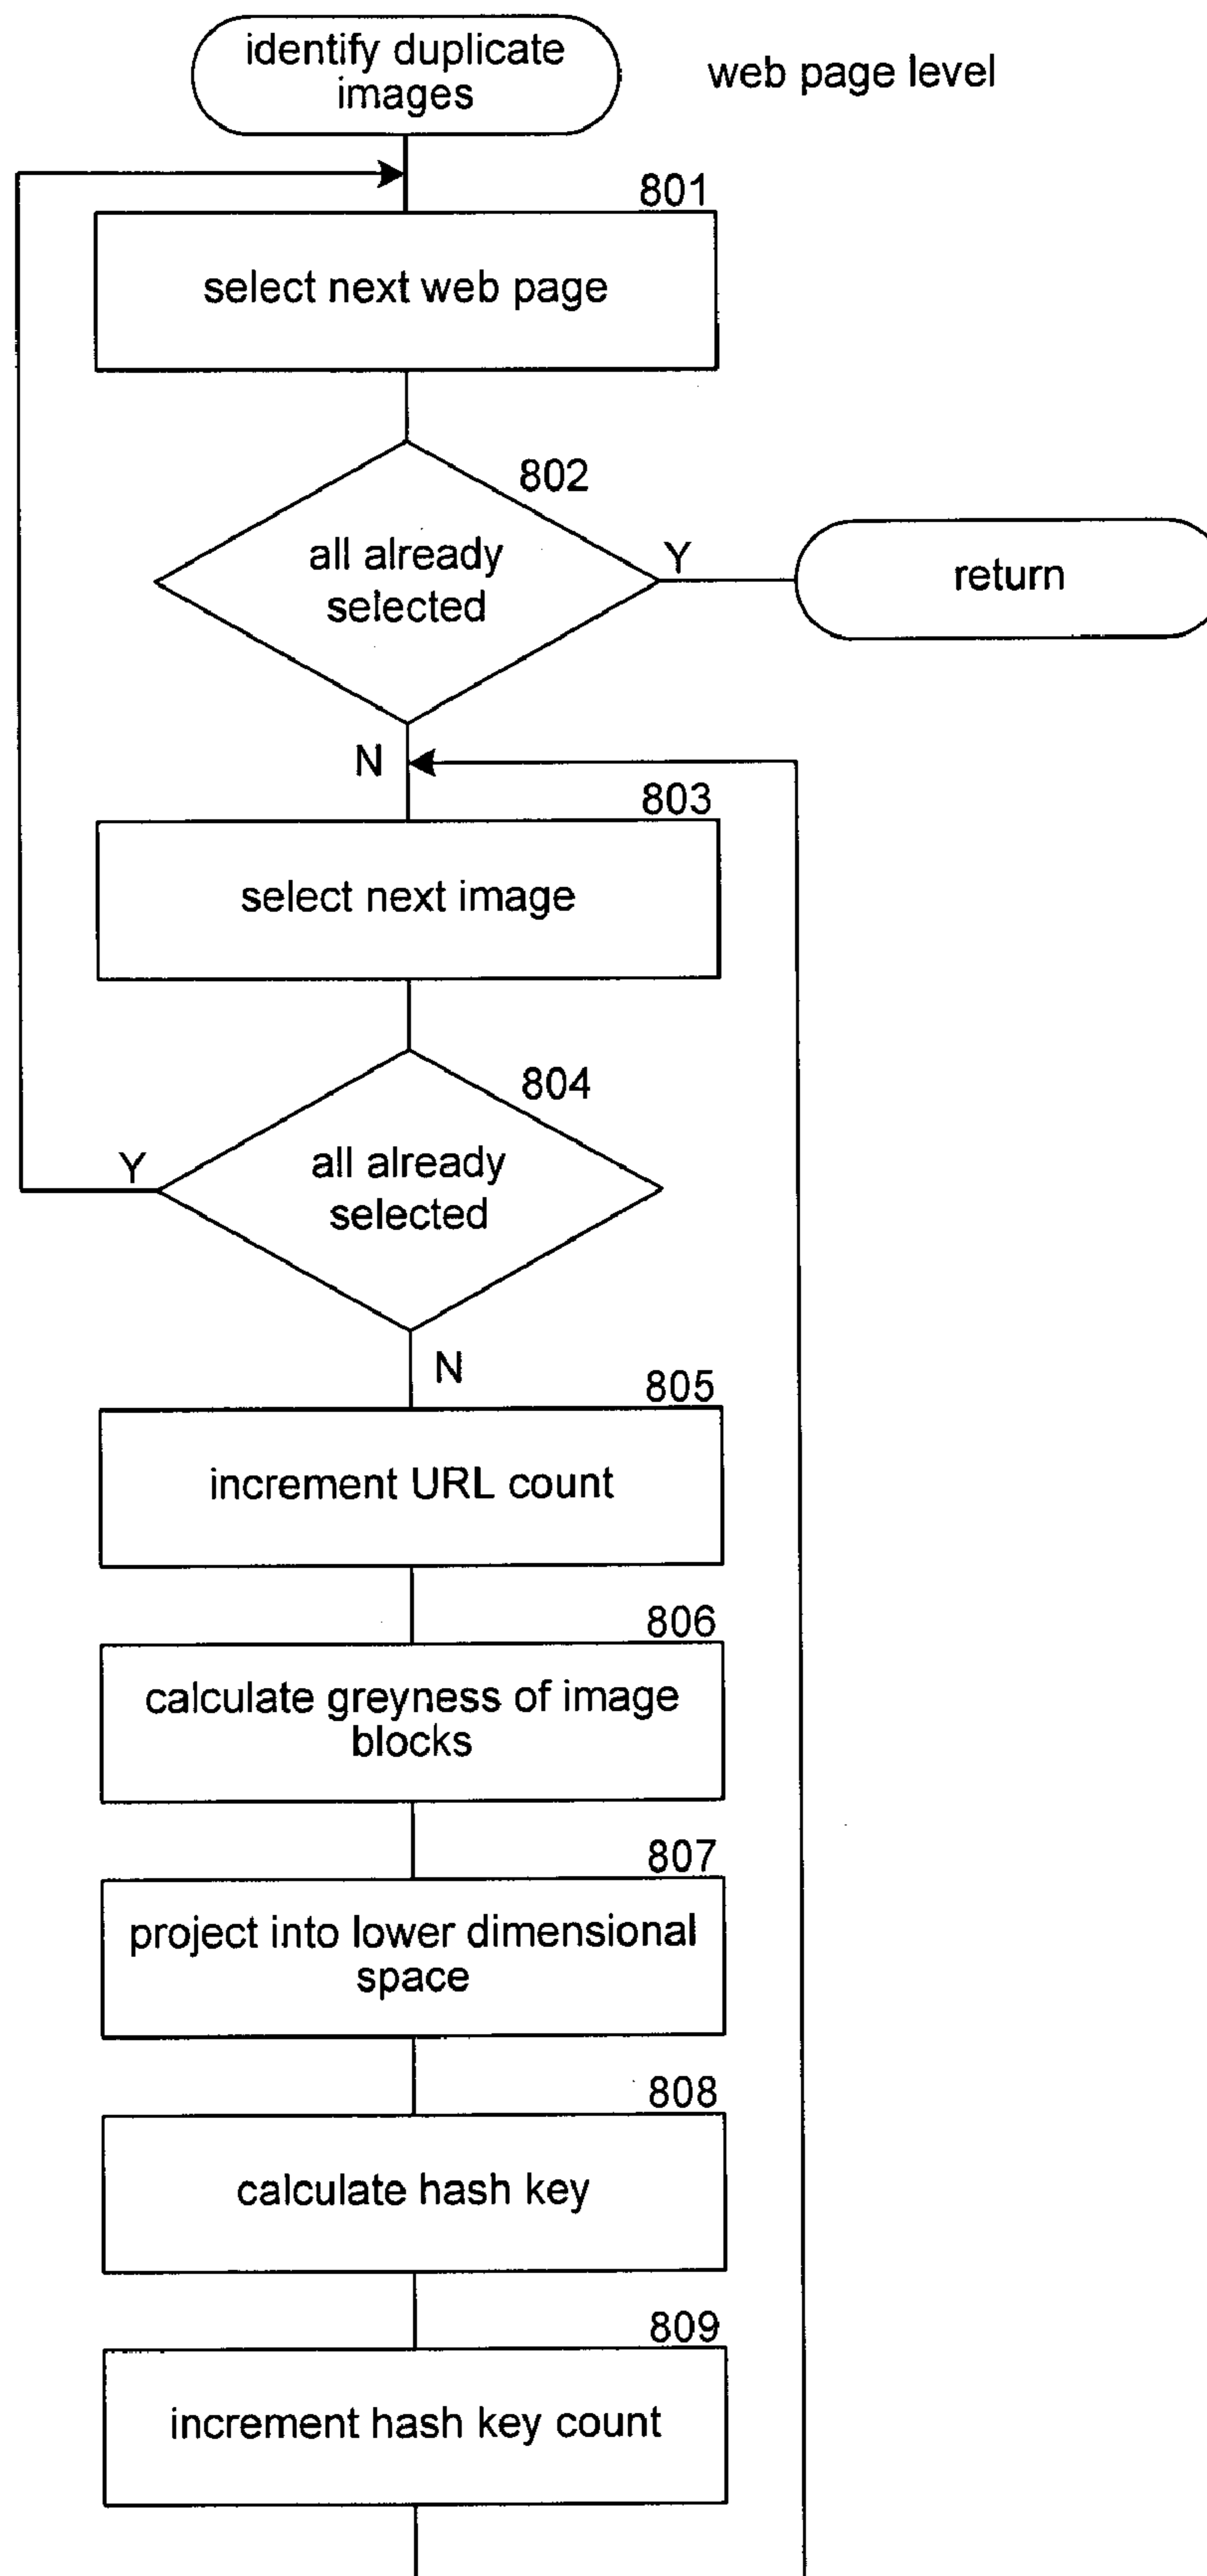 identify duplicate
images
web page level
801
select next web page
802
all already
selected
Y
return
N
803
select next image
804
all already
selected
Y
N
805
increment URL count
806
calculate greyness of image
blocks
807
project into lower dimensional
space
808
calculate hash key
809
increment hash key count